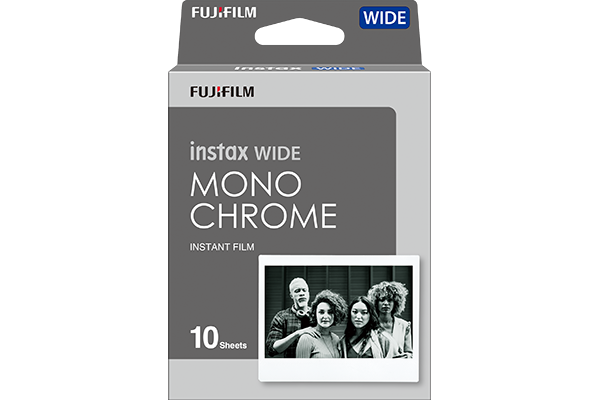 FUJIFILM
WIDE
instax WIDE
FUJIFILM
instax WIDE
MONO
CHROME
INSTANT FILM
10 Sheets